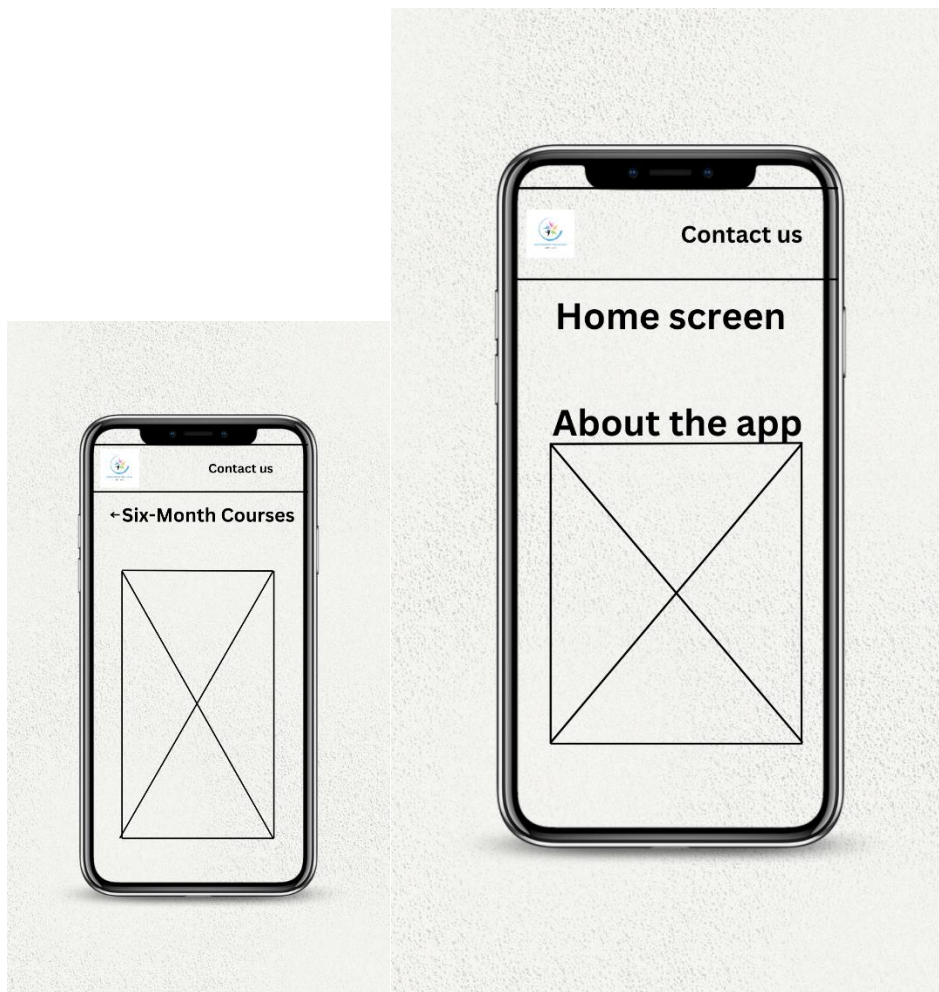 Contact us
←Six-Month Courses
Contact us
Home screen
About the app